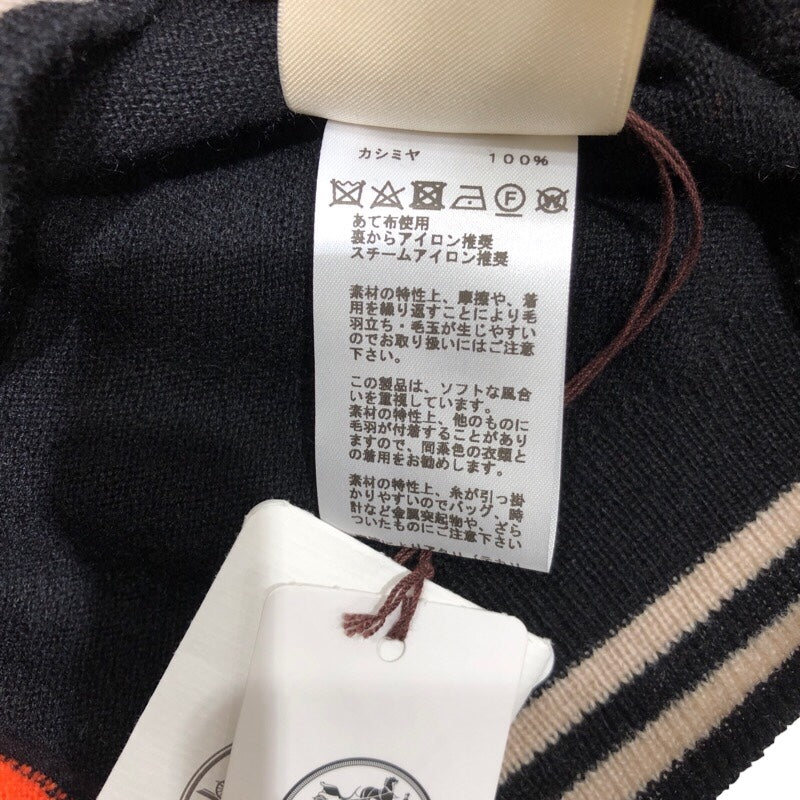 カシミヤ 100%
F W
あて布使用
裏からアイロン推奨
スチームアイロン推奨
素材の特性上、摩擦や、着
用を繰り返すことにより毛
羽立ち・毛玉が生じやすい
のでお取り扱いにはご注意
下さい。
この製品は、ソフトな風合
いを重視しています。
素材の特性上、他のものに
毛羽が付着することがあり
ますので、同系色の衣類と
の着用をお勧めします。
素材の特性上、糸が引っ掛
かりやすいのでバッグ、時
計など金属突起物や、ざら
ついたものにご注意下さい